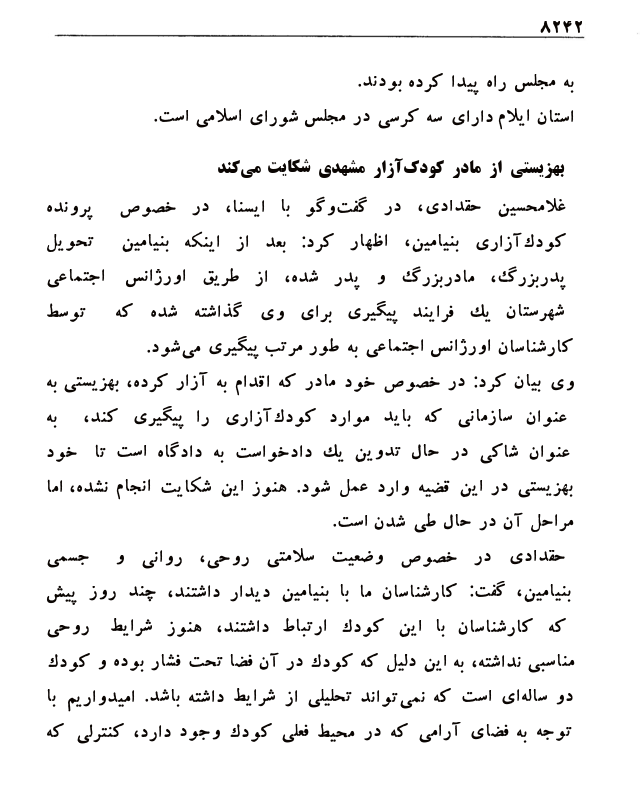 ۸۲۴۲
به مجلس راه پیدا کرده بودند.
استان ایلام دارای سه کرسی در مجلس شورای اسلامی است.
بهزیستی از مادر کودک‌آزار مشهدی شکایت می‌کند
غلامحسین حقدادی، در گفت‌وگو با ایسنا، در خصوص پرونده
کودك‌آزاری بنیامین، اظهار کرد: بعد از اینکه بنیامین تحویل
پدربزرگ، مادربزرگ و پدر شده، از طریق اورژانس اجتماعی
شهرستان یك فرایند پیگیری برای وی گذاشته شده که توسط
کارشناسان اورژانس اجتماعی به طور مرتب پیگیری می‌شود.
وی بیان کرد: در خصوص خود مادر که اقدام به آزار کرده، بهزیستی به
عنوان سازمانی که باید موارد کودك‌آزاری را پیگیری کند، به
عنوان شاکی در حال تدوین یك دادخواست به دادگاه است تا خود
بهزیستی در این قضیه وارد عمل شود. هنوز این شکایت انجام نشده، اما
مراحل آن در حال طی شدن است.
حقدادی در خصوص وضعیت سلامتی روحی، روانی و جسمی
بنیامین، گفت: کارشناسان ما با بنیامین دیدار داشتند، چند روز پیش
که کارشناسان با این کودك ارتباط داشتند، هنوز شرایط روحی
مناسبی نداشته، به این دلیل که کودك در آن فضا تحت فشار بوده و کودك
دو ساله‌ای است که نمی‌تواند تحلیلی از شرایط داشته باشد. امیدواریم با
توجه به فضای آرامی که در محیط فعلی کودك وجود دارد، کنترلی که